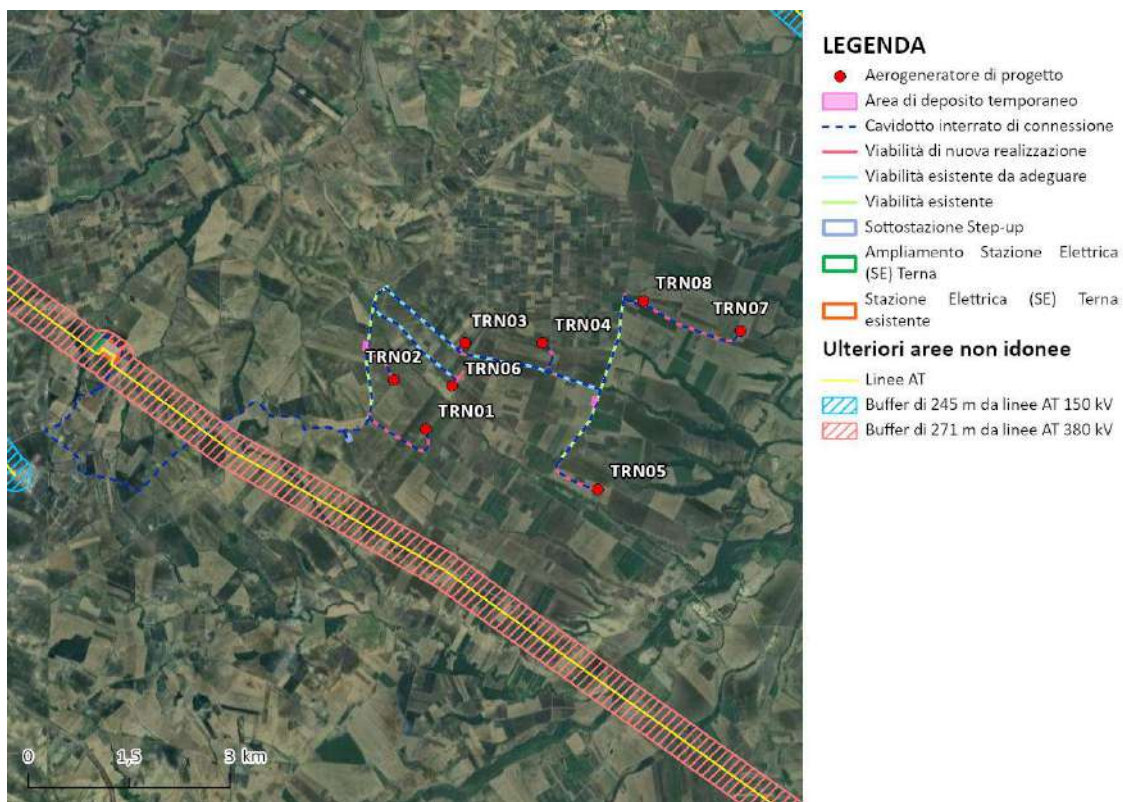 TRN08
TRN07
TRN03
TRN04
TRN02
TRN06
TRN01
TRN05
0 1,5 3 km
LEGENDA
Aerogeneratore di progetto
Area di deposito temporaneo
Cavidotto interrato di connessione
Viabilità di nuova realizzazione
Viabilità esistente da adeguare
Viabilità esistente
Sottostazione Step-up
Ampliamento Stazione Elettrica
(SE) Terna
Stazione Elettrica (SE) Terna
esistente
Ulteriori aree non idonee
Linee AT
Buffer di 245 m da linee AT 150 kV
Buffer di 271 m da linee AT 380 kV